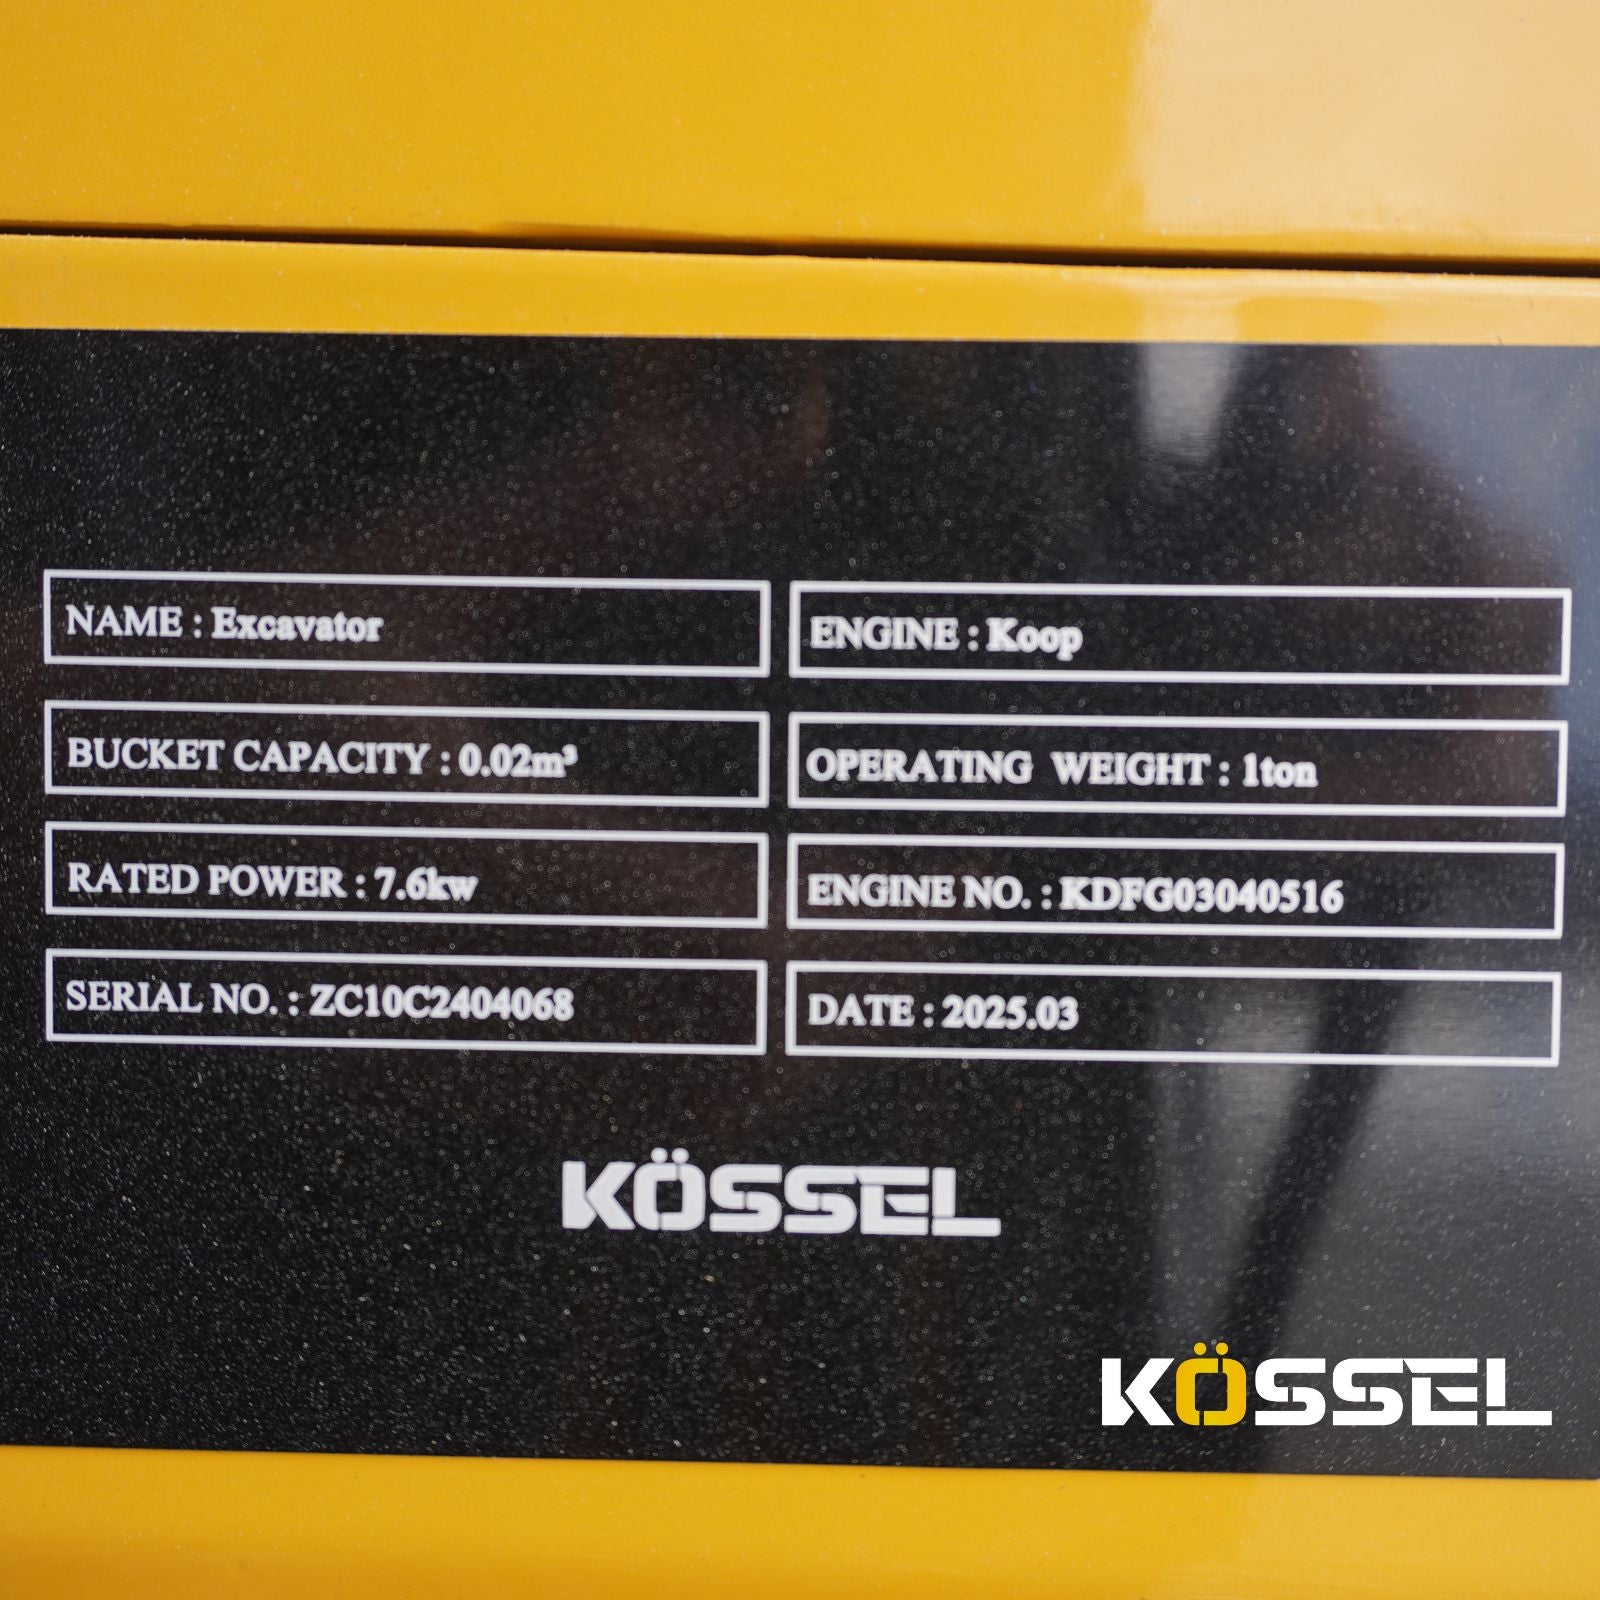 NAME : Excavator
ENGINE : Koop
BUCKET CAPACITY : 0.02m³
OPERATING WEIGHT : 1ton
RATED POWER : 7.6kw
ENGINE NO. : KDFG03040516
SERIAL NO. : ZC10C2404068
DATE : 2025.03
KÖSSEL
KÖSSEL